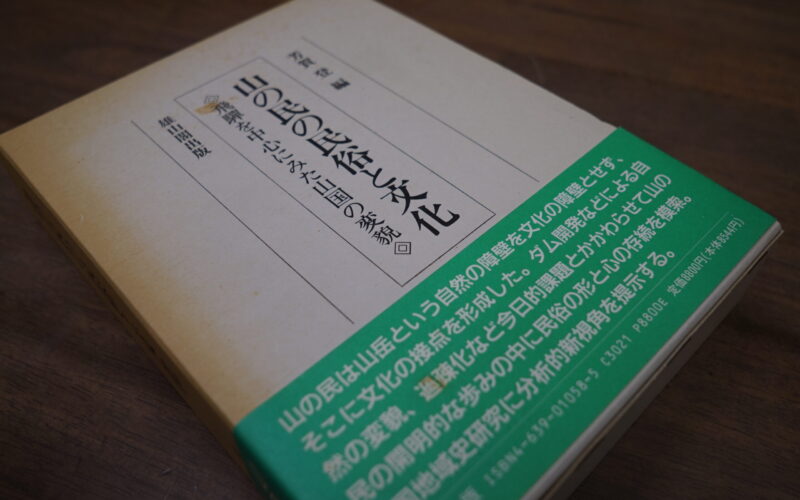 芳賀 登 編
山の民の民俗と文化
◇飛騨を中心にみた山国の変貌◇
雄山閣出版
山の民は山岳という自然の障壁を文化の障壁とせず、
そこに文化の接点を形成した。ダム開発などによる自
然の変貌、過疎化など今日的課題とかかわらせて山の
民の開明的な歩みの中に民俗の形と心の存続を模索。
地域史研究に分析的新視角を提示する。
ISBN4-639-01058-5 C3021 P8800E 定価8800円(本体8544円)